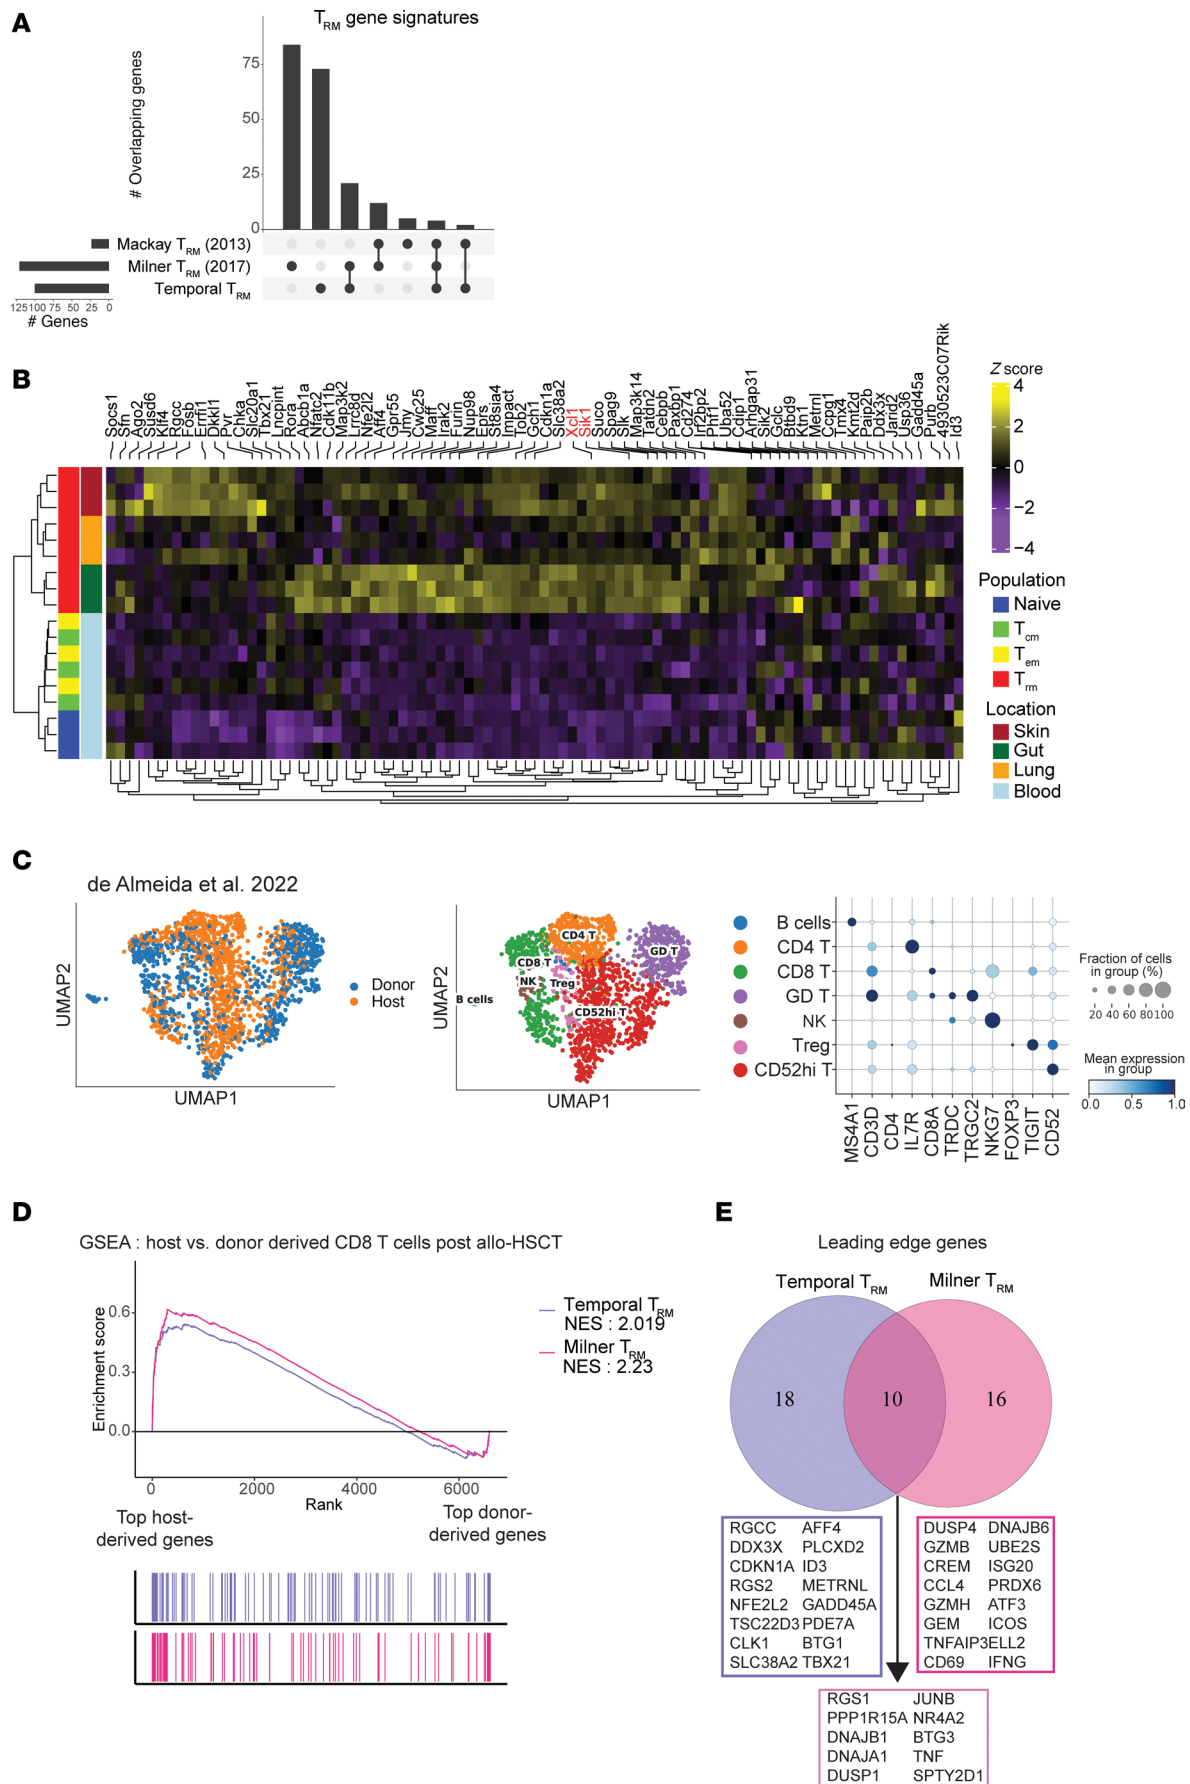 A
TRM gene signatures
# Overlapping genes
75
50
25
0
Mackay TRM (2013)
Milner TRM (2017)
Temporal TRM
125 100 75 50 25 0
# Genes
B
Socs1
Sfn
Ago2
Susd6
Klf4
Rgcc
Fosb
Errfi1
Dkkl1
Pvr
Chka
Slc20a1
Tbx21
Lncpint
Rora
Abcb1a
Nfatc2
Cdk11b
Map3k2
Lrrc8d
Nfe2l2
Aff4
Gpr55
Jmy
Cwc25
Maff
Irak2
Furin
Nup98
Eprs
St8sia4
Impact
Tob2
Cch1
Cdkn1a
Slc38a2
Xcl1
Sik1
Suco
Spag9
Slk
Map3k14
Tatdn2
Cebpb
Paxbp1
Cd274
Irf2bp2
Phf1
Uba52
Cdip1
Arhgap31
Sik2
Gclc
Btbd9
Ktn1
Metrnl
Ccpg1
Tmx4
Kmt2d
Paip2b
Ddx3x
Jarid2
Usp36
Gadd45a
Purb
4930523C07Rik
Id3
Z score
4
2
0
−2
−4
Population
Naive
Tcm
Tem
Trm
Location
Skin
Gut
Lung
Blood
C
de Almeida et al. 2022
UMAP2
UMAP1
Donor
Host
UMAP2
UMAP1
CD4 T
GD T
CD8 T
NK
Treg
B cells
CD52hi T
B cells
CD4 T
CD8 T
GD T
NK
Treg
CD52hi T
MS4A1
CD3D
CD4
IL7R
CD8A
TRDC
TRGC2
NKG7
FOXP3
TIGIT
CD52
Fraction of cells
in group (%)
20 40 60 80 100
Mean expression
in group
0.0 0.5 1.0
D
GSEA : host vs. donor derived CD8 T cells post allo-HSCT
Enrichment score
0.6
0.3
0.0
0 2000 4000 6000
Rank
Temporal TRM
NES : 2.019
Milner TRM
NES : 2.23
Top host-
derived genes
Top donor-
derived genes
E
Leading edge genes
Temporal TRM
Milner TRM
18 10 16
RGCC AFF4
DDX3X PLCXD2
CDKN1A ID3
RGS2 METRNL
NFE2L2 GADD45A
TSC22D3 PDE7A
CLK1 BTG1
SLC38A2 TBX21
DUSP4 DNAJB6
GZMB UBE2S
CREM ISG20
CCL4 PRDX6
GZMH ATF3
GEM ICOS
TNFAIP3 ELL2
CD69 IFNG
RGS1 JUNB
PPP1R15A NR4A2
DNAJB1 BTG3
DNAJA1 TNF
DUSP1 SPTY2D1